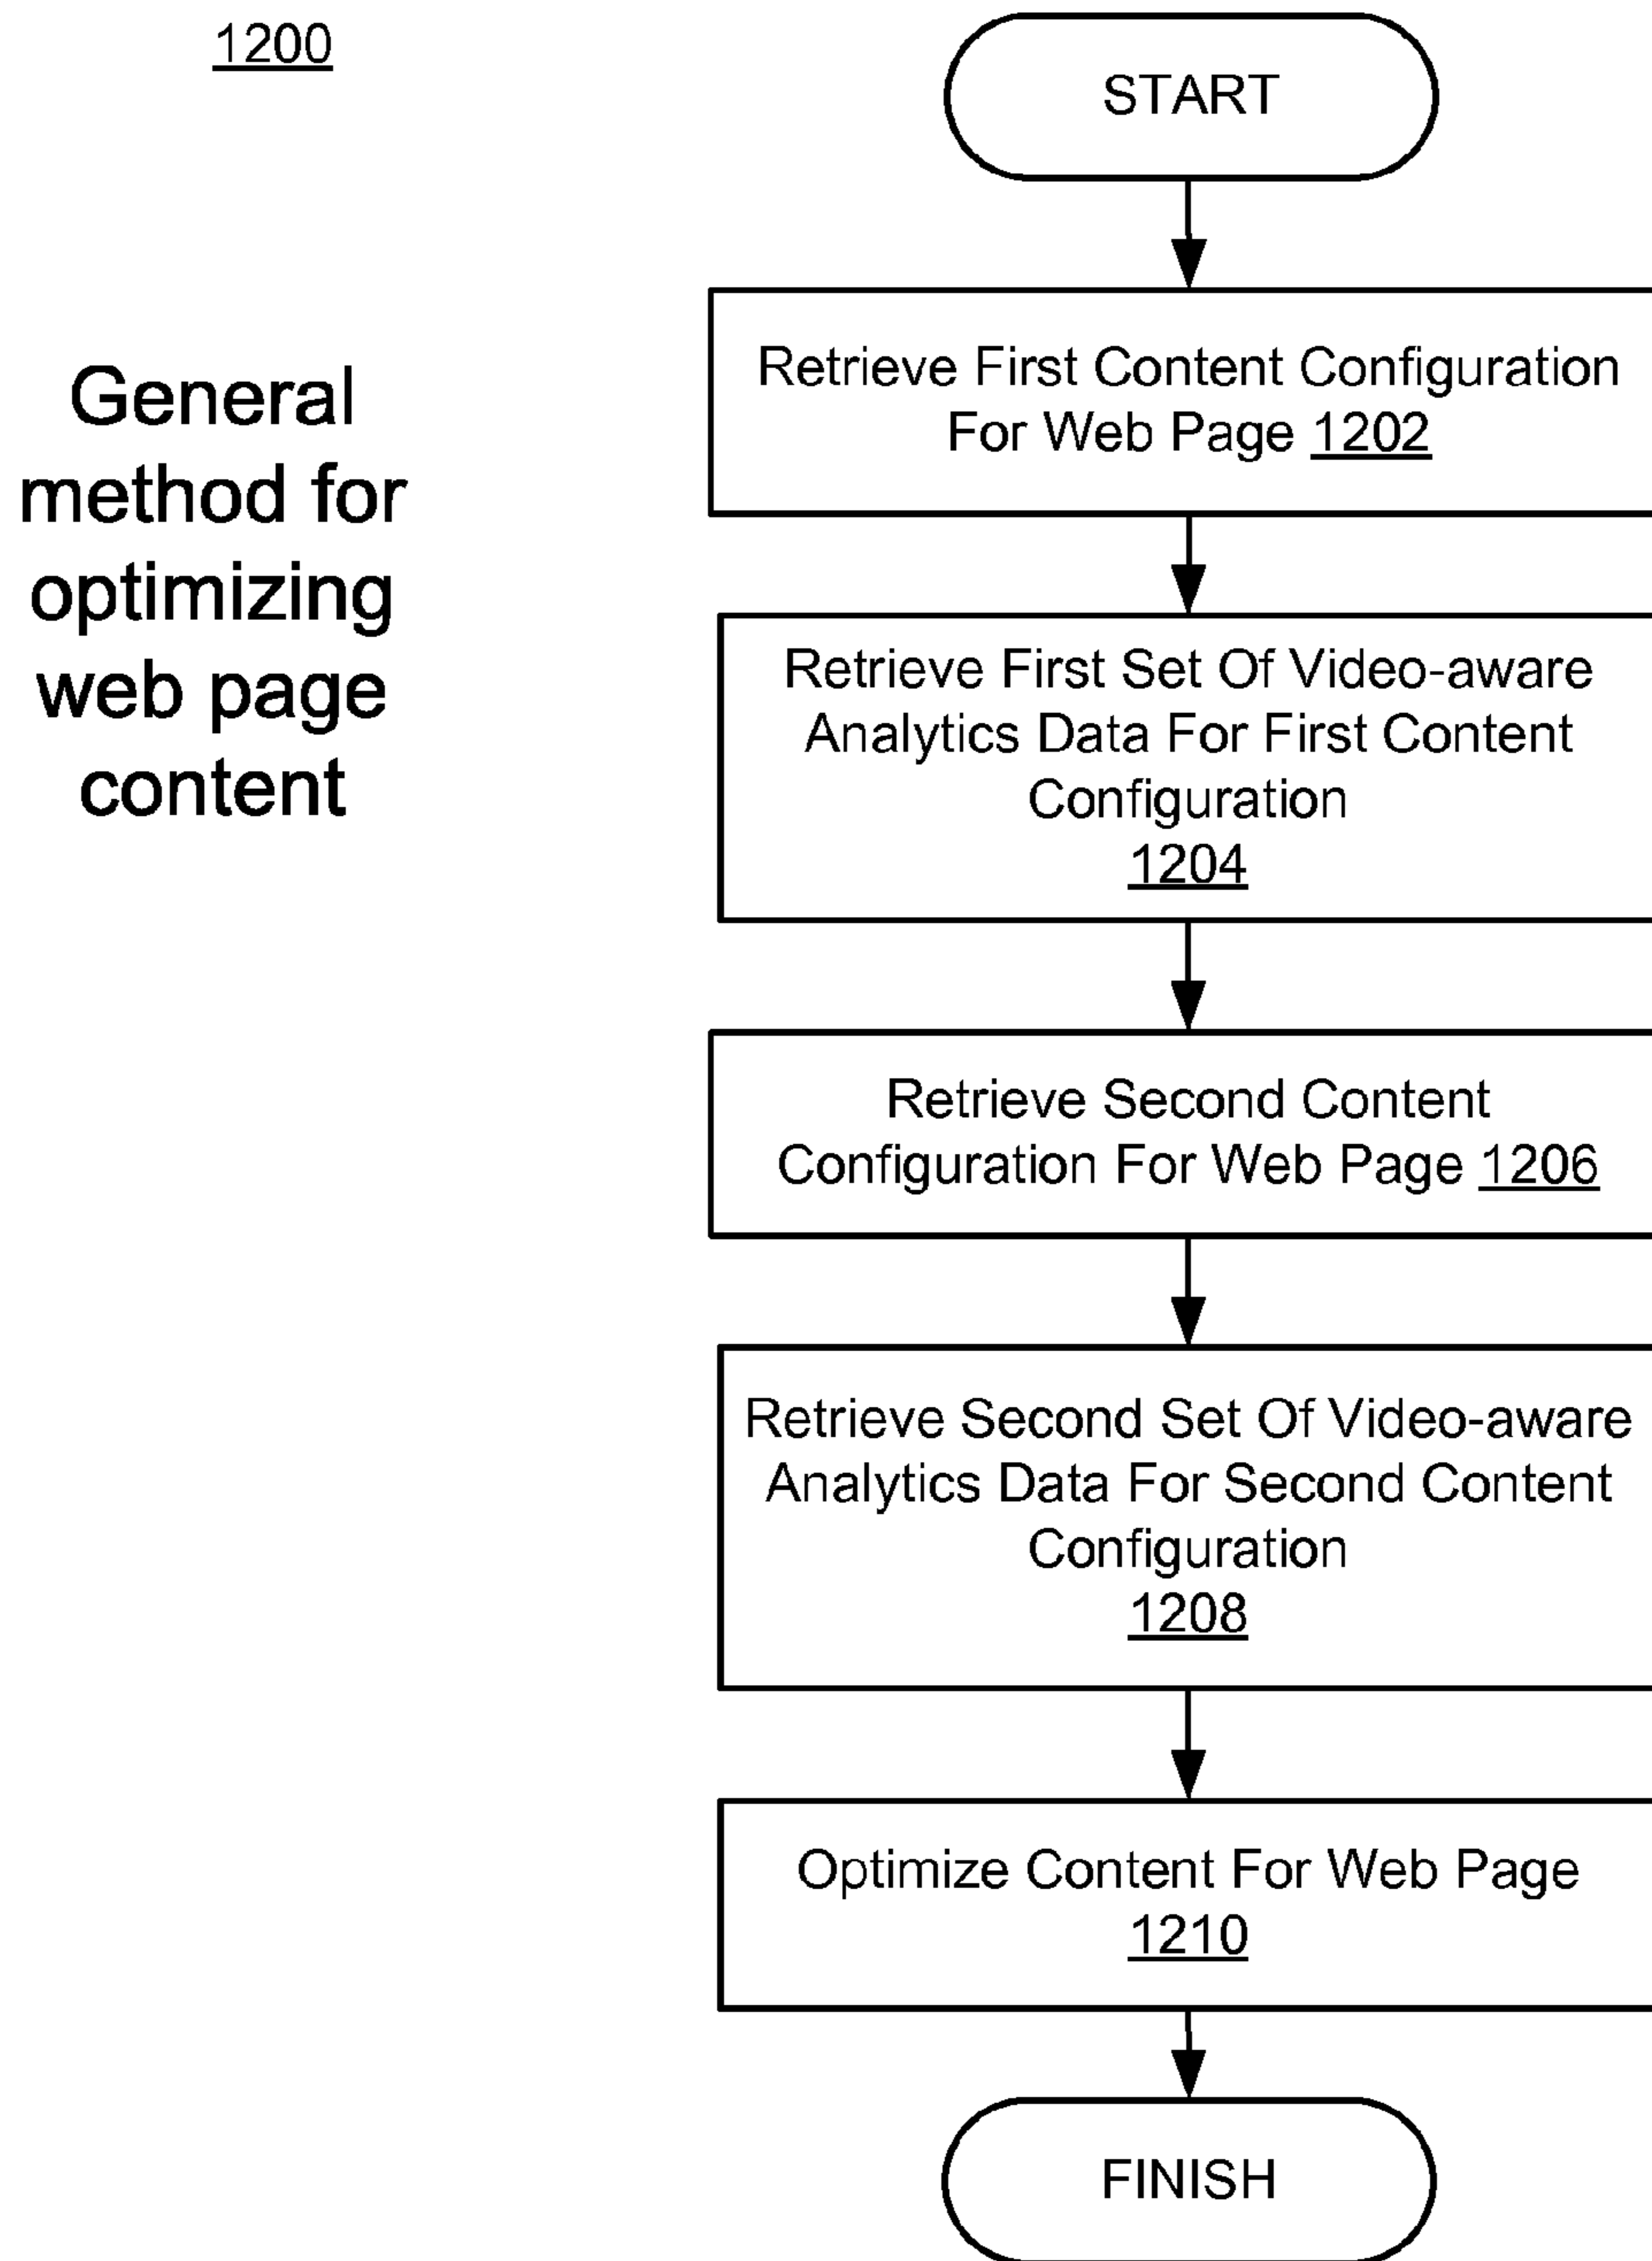 1200
General
method for
optimizing
web page
content
START
Retrieve First Content Configuration
For Web Page 1202
Retrieve First Set Of Video-aware
Analytics Data For First Content
Configuration
1204
Retrieve Second Content
Configuration For Web Page 1206
Retrieve Second Set Of Video-aware
Analytics Data For Second Content
Configuration
1208
Optimize Content For Web Page
1210
FINISH